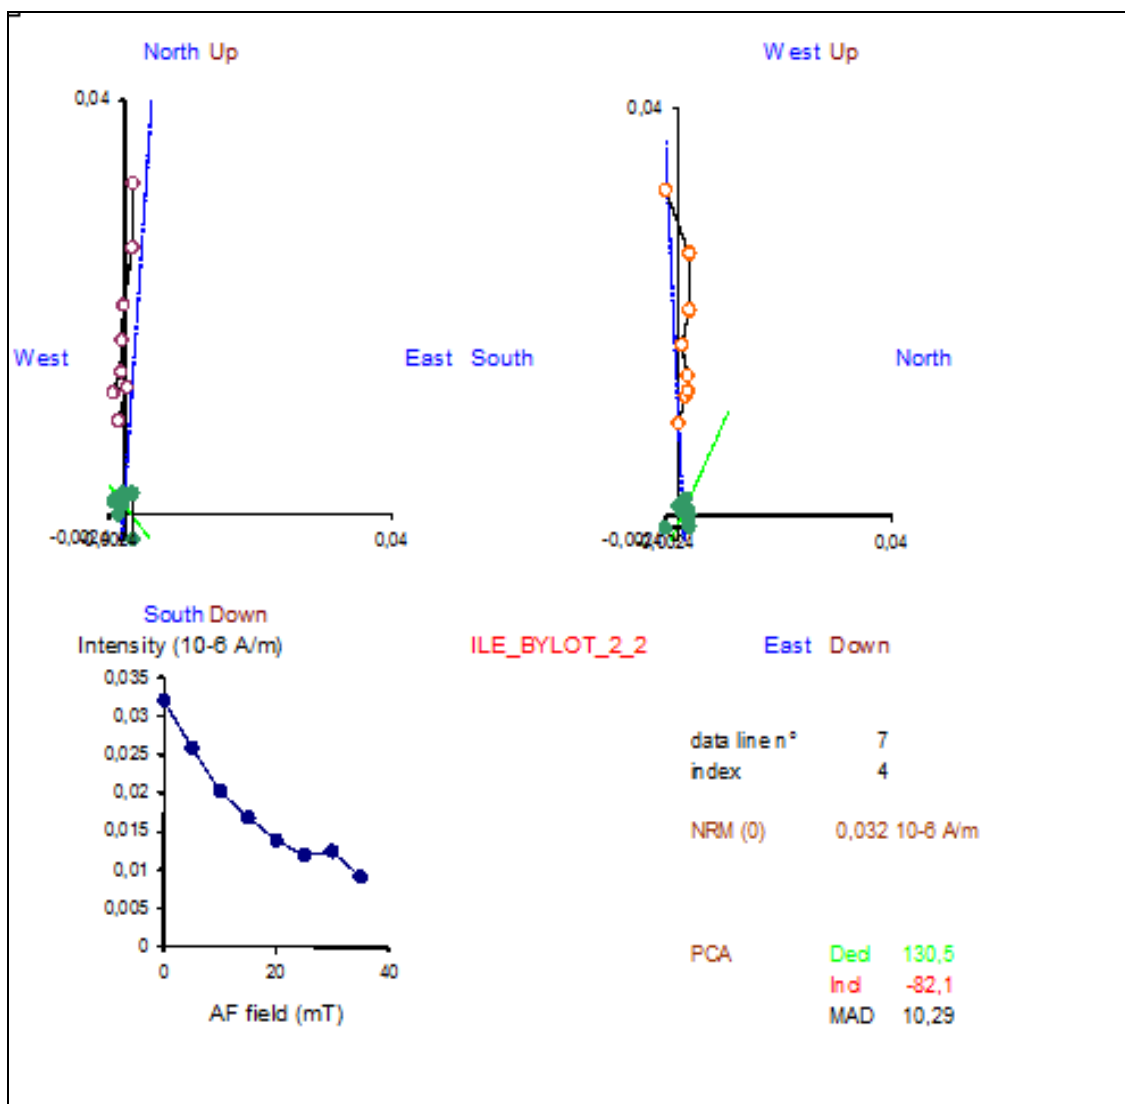 North Up
West Up
0,04
0,04
West
East
South
North
0,04
-0,0024
0,04
South Down
Intensity (10-6 A/m)
ILE_BYLOT_2_2
East Down
0,035
0,03
0,025
0,02
0,015
0,01
0,005
0
0
20
40
AF field (mT)
data line n° 7
index 4
NRM (0) 0,032 10-6 A/m
PCA Decl 130,5
Incl -82,1
MAD 10,29